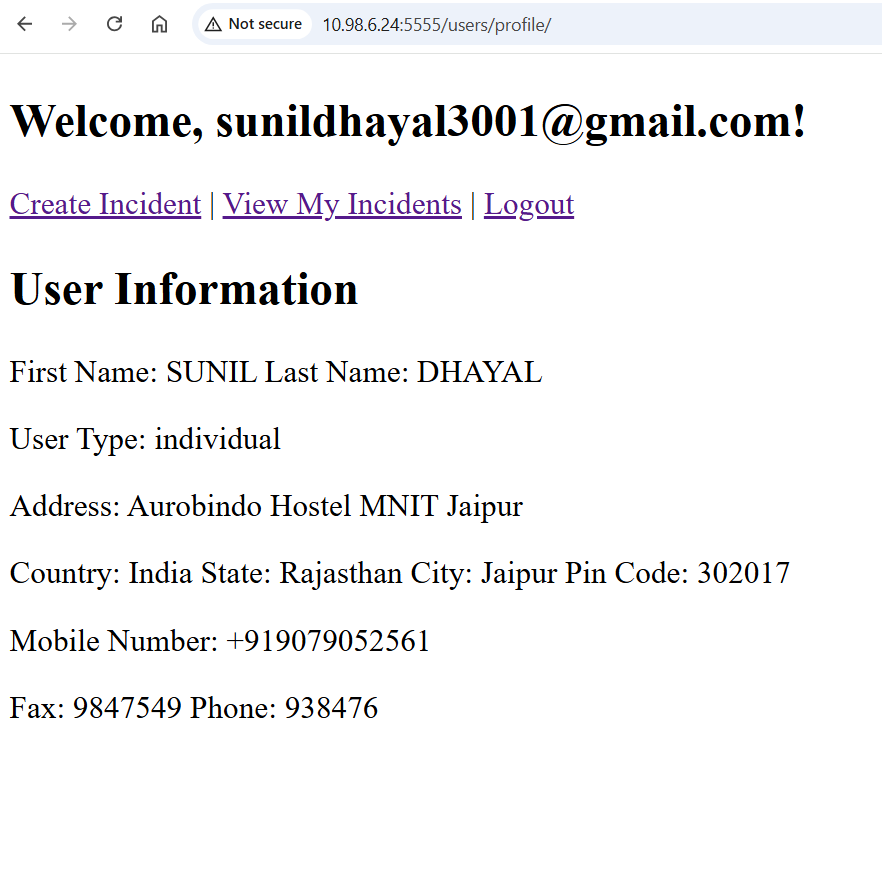 Not secure 10.98.6.24:5555/users/profile/
Welcome, sunildhayal3001@gmail.com!
Create Incident | View My Incidents | Logout
User Information
First Name: SUNIL Last Name: DHAYAL
User Type: individual
Address: Aurobindo Hostel MNIT Jaipur
Country: India State: Rajasthan City: Jaipur Pin Code: 302017
Mobile Number: +919079052561
Fax: 9847549 Phone: 938476